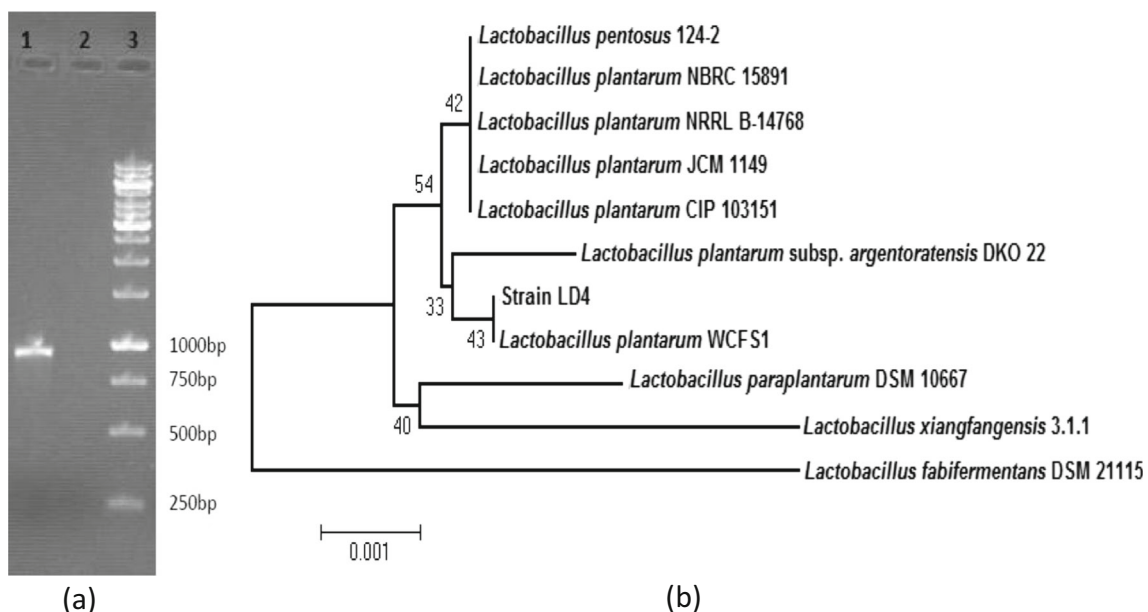 1 2 3
1000bp
750bp
500bp
250bp
(a)
Lactobacillus pentosus 124-2
Lactobacillus plantarum NBRC 15891
42
Lactobacillus plantarum NRRL B-14768
Lactobacillus plantarum JCM 1149
54
Lactobacillus plantarum CIP 103151
Lactobacillus plantarum subsp. argentoratensis DKO 22
Strain LD4
33
43
Lactobacillus plantarum WCFS1
Lactobacillus paraplantarum DSM 10667
40
Lactobacillus xiangfangensis 3.1.1
Lactobacillus fabifermentans DSM 21115
0.001
(b)